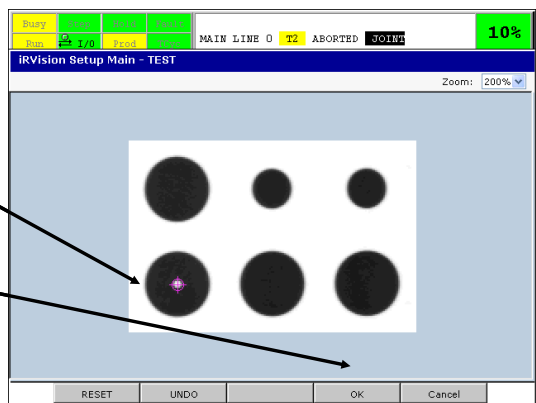 Busy Step Hold Fault
Run I/O Prod TCyc
MAIN LINE 0 T2 ABORTED JOINT
10%
iRVision Setup Main - TEST
Zoom: 200%
RESET UNDO OK Cancel